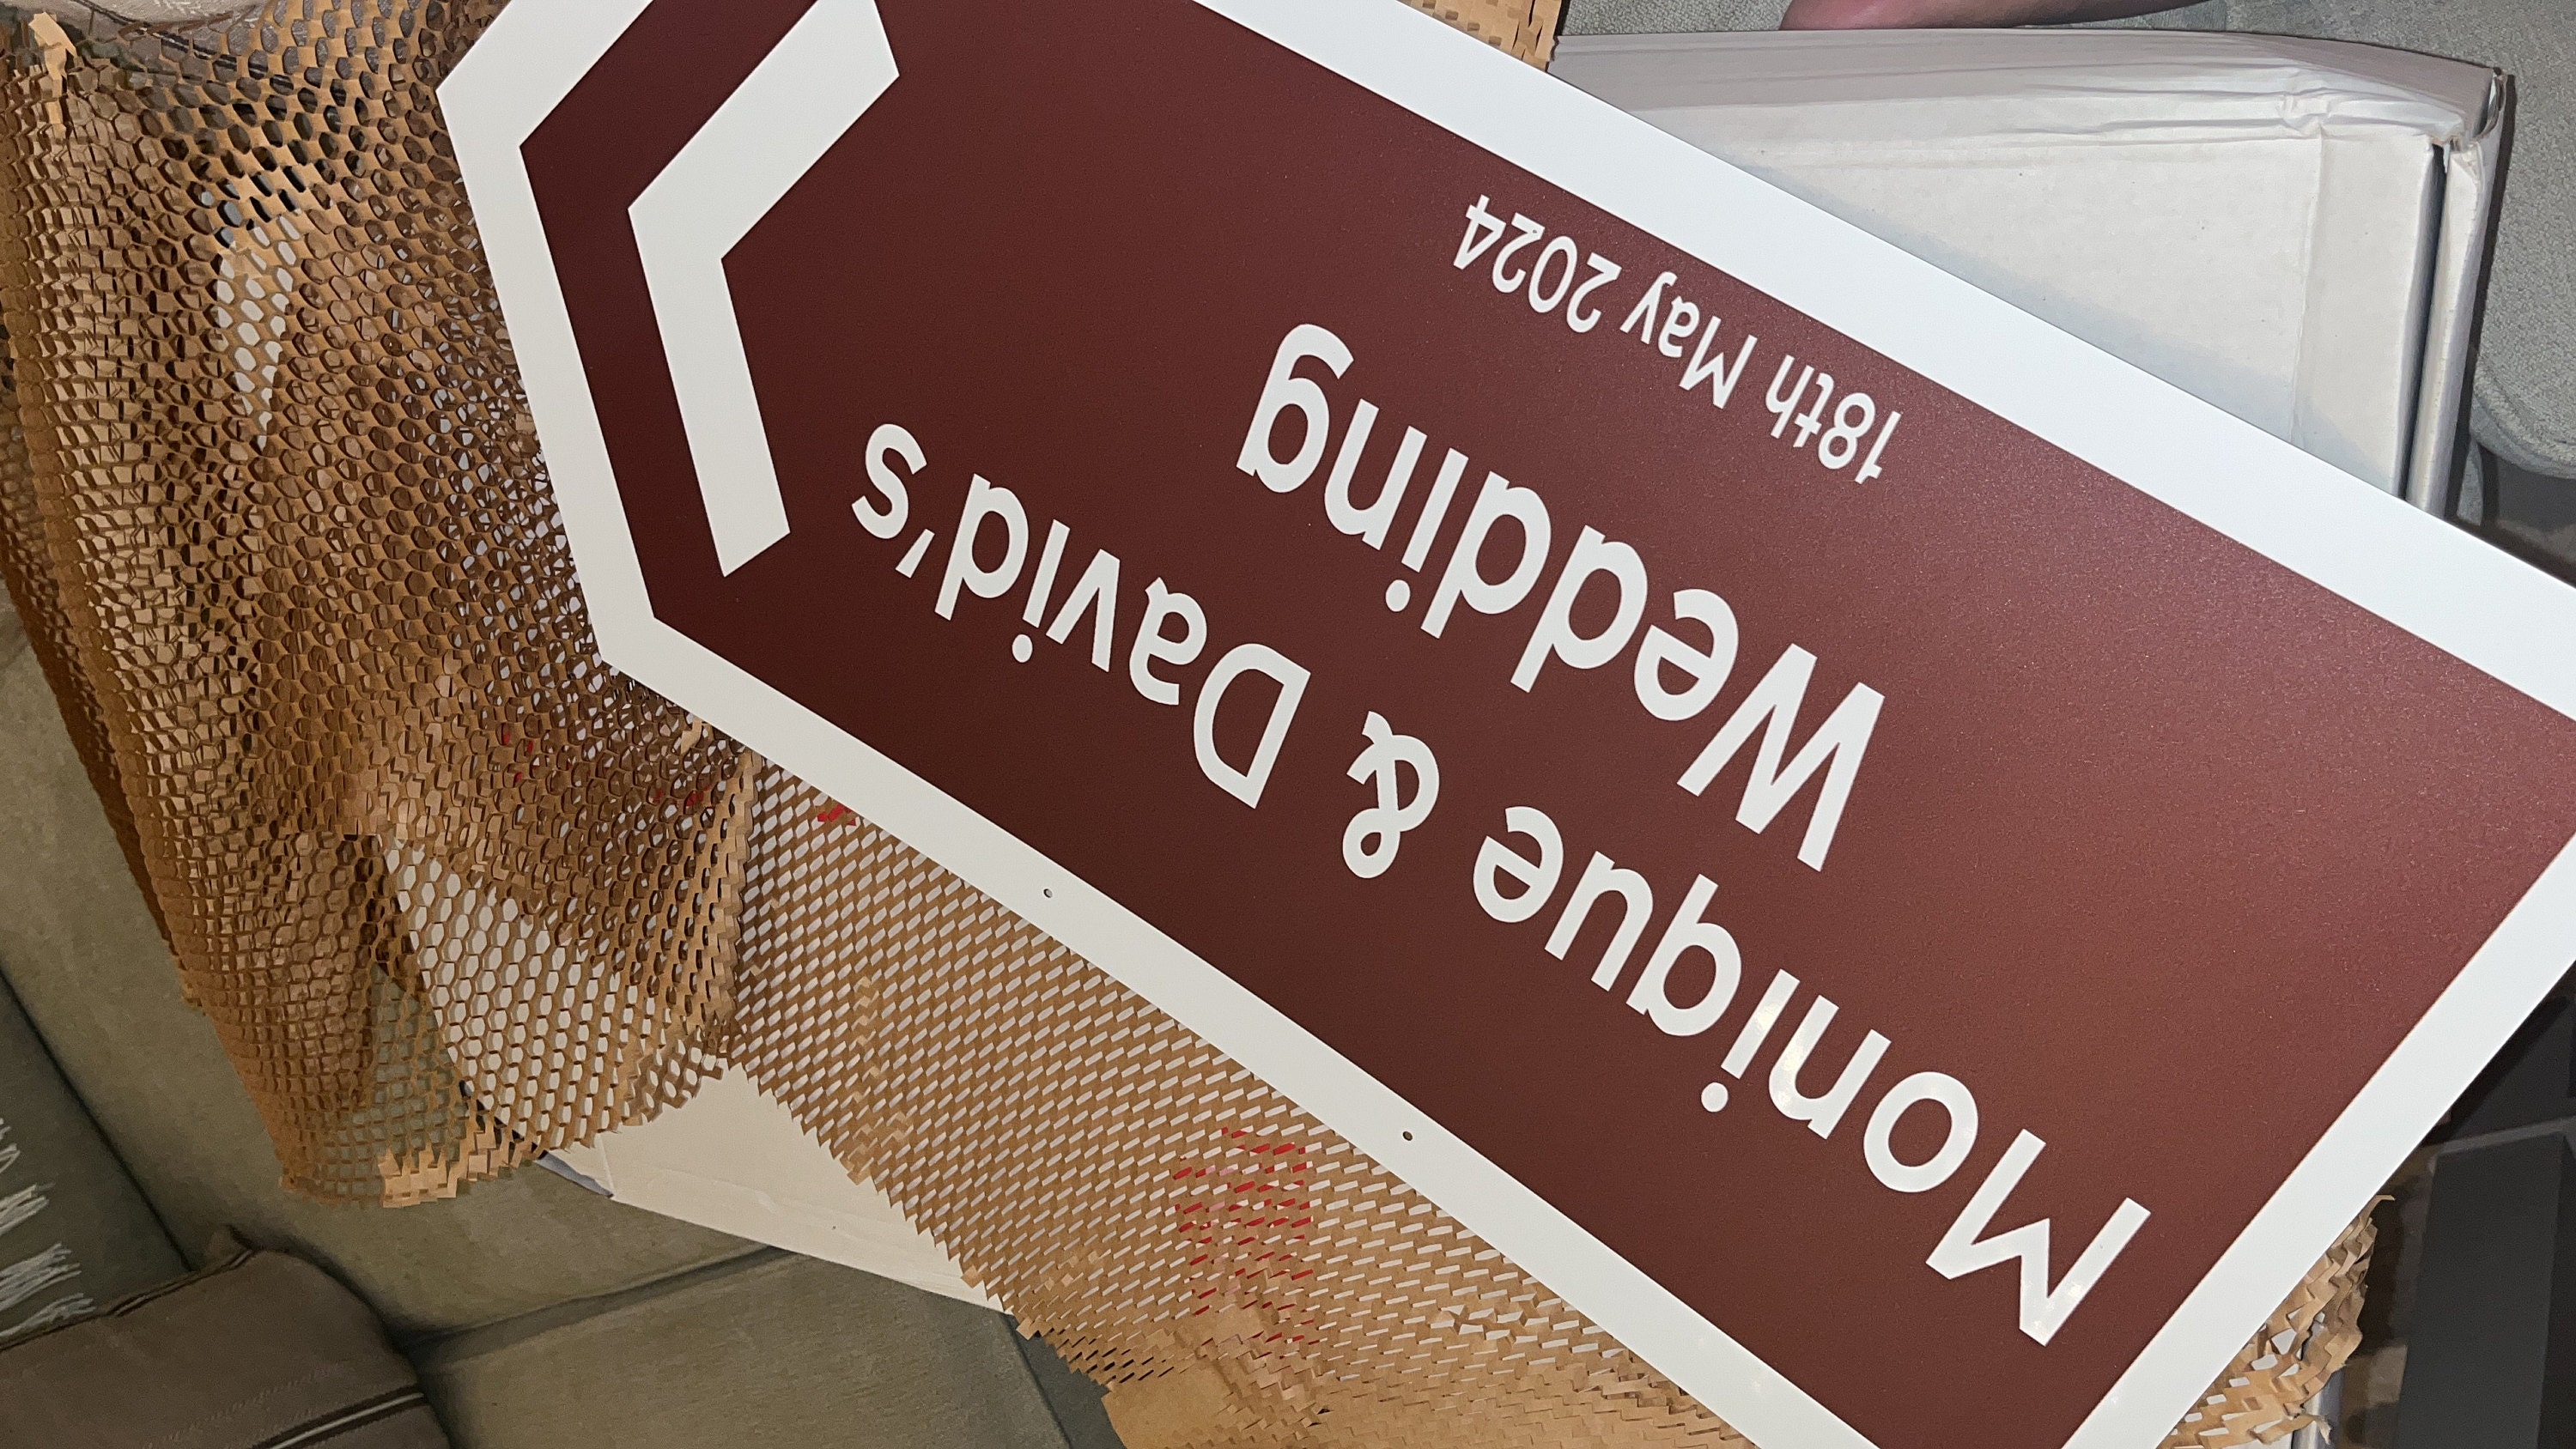 Monique & David's
Wedding
18th May 2024